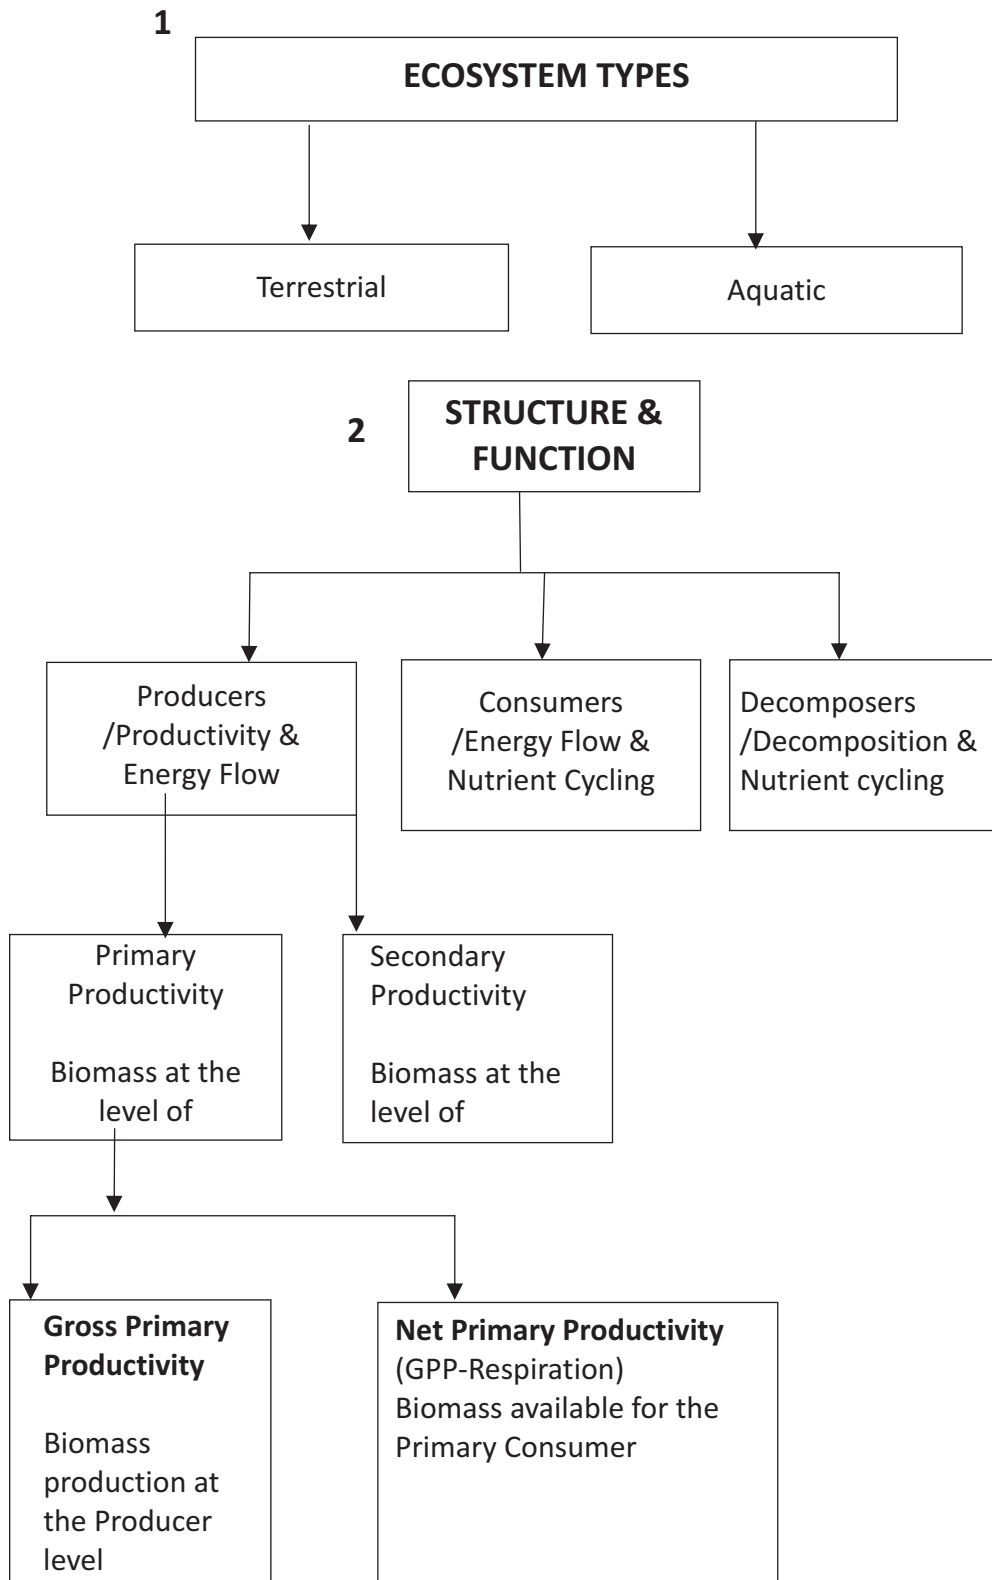 1
ECOSYSTEM TYPES
Terrestrial
Aquatic
2
STRUCTURE &
FUNCTION
Producers
/Productivity &
Energy Flow
Consumers
/Energy Flow &
Nutrient Cycling
Decomposers
/Decomposition &
Nutrient cycling
Primary
Productivity
Biomass at the
level of
Secondary
Productivity
Biomass at the
level of
Gross Primary
Productivity
Biomass
production at
the Producer
level
Net Primary Productivity
(GPP-Respiration)
Biomass available for the
Primary Consumer